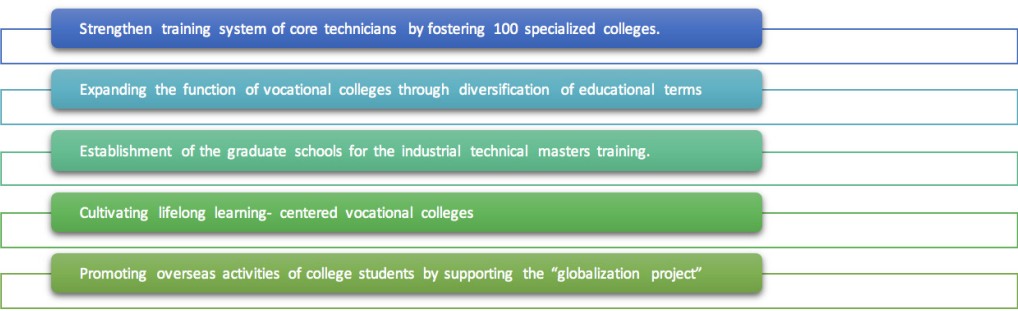 Strengthen training system of core technicians by fostering 100 specialized colleges.
Expanding the function of vocational colleges through diversification of educational terms
Establishment of the graduate schools for the industrial technical masters training.
Cultivating lifelong learning- centered vocational colleges
Promoting overseas activities of college students by supporting the “globalization project”